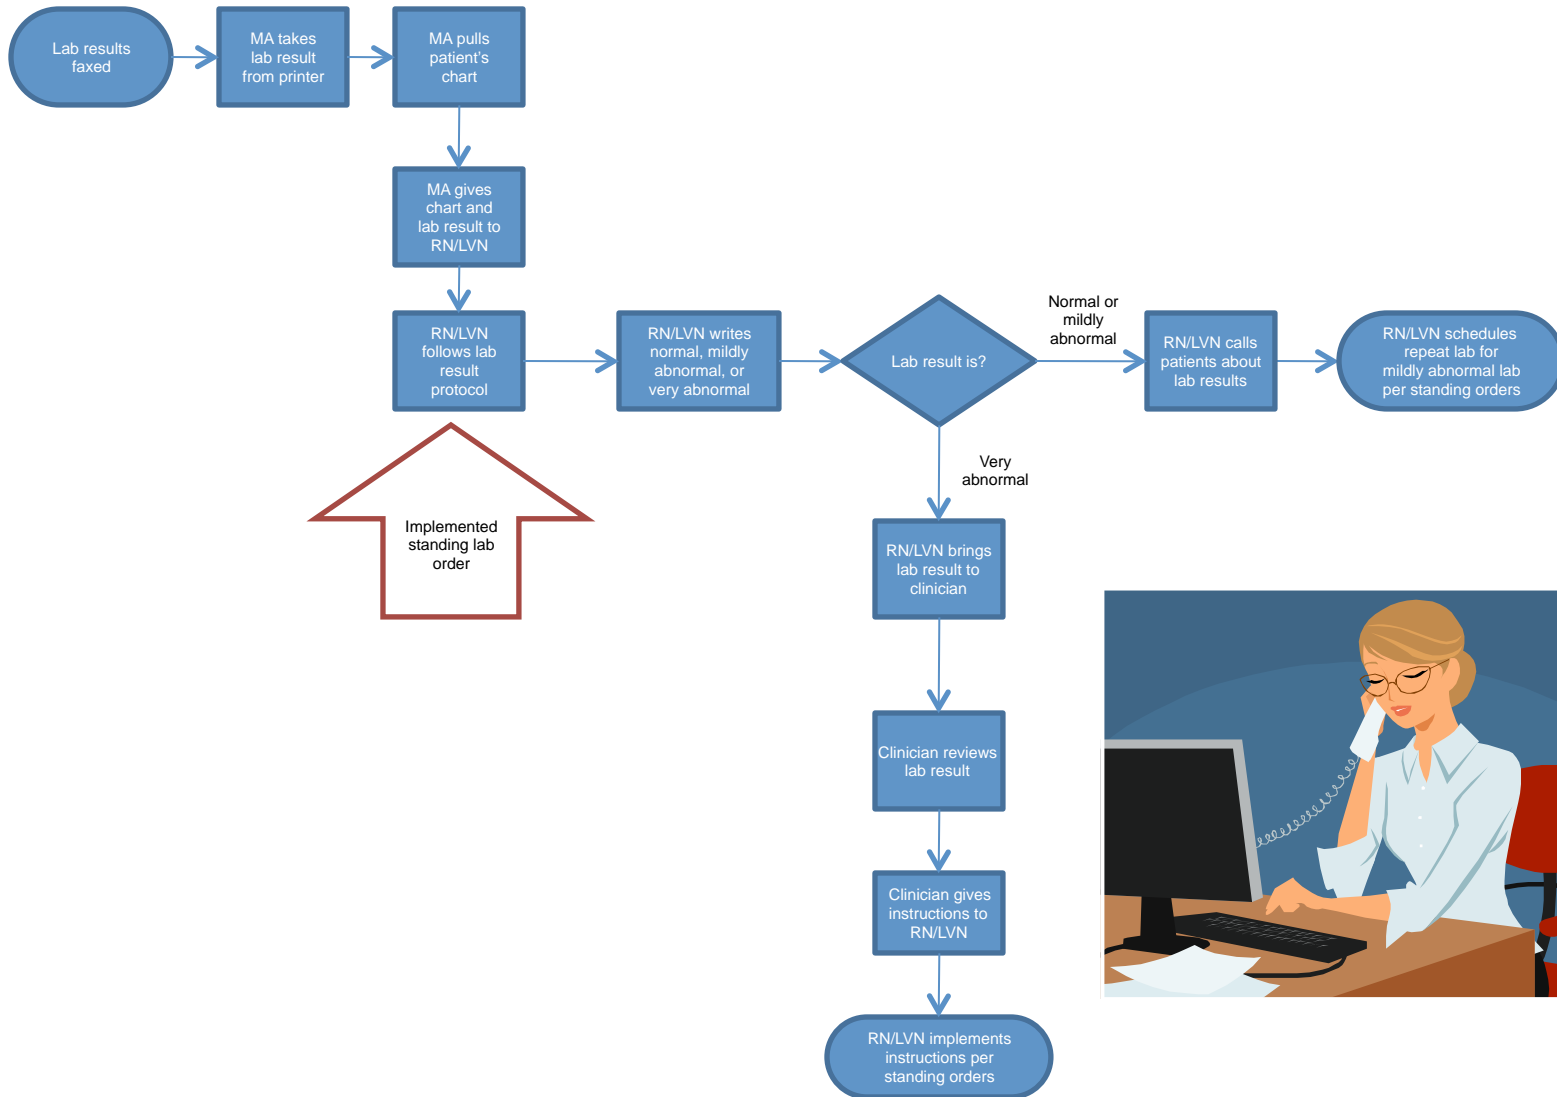 Lab results
faxed
MA takes
lab result
from printer
MA pulls
patient's
chart
MA gives
chart and
lab result to
RN/LVN
RN/LVN
follows lab
result
protocol
RN/LVN writes
normal, mildly
abnormal, or
very abnormal
Lab result is?
Normal or
mildly
abnormal
RN/LVN calls
patients about
lab results
RN/LVN schedules
repeat lab for
mildly abnormal lab
per standing orders
Implemented
standing lab
order
Very
abnormal
RN/LVN brings
lab result to
clinician
Clinician reviews
lab result
Clinician gives
instructions to
RN/LVN
RN/LVN implements
instructions per
standing orders